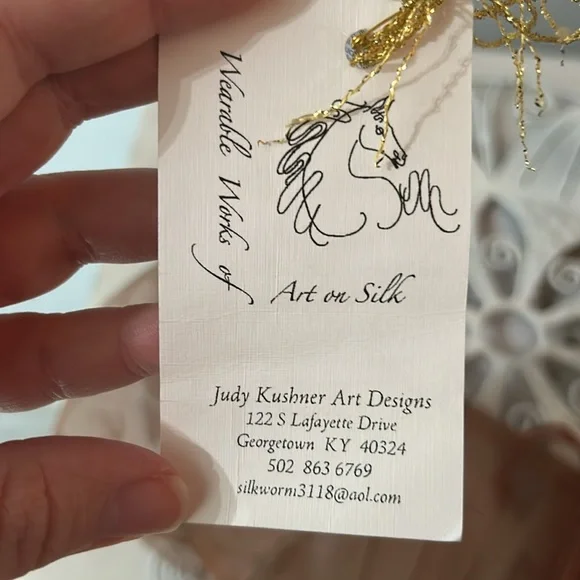 Wearable Works of
Art on Silk
Judy Kushner Art Designs
122 S Lafayette Drive
Georgetown KY 40324
502 863 6769
silkworm3118@aol.com